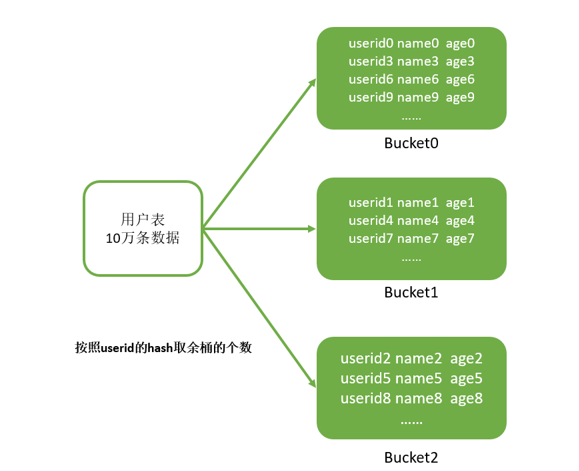 userid0 name0 age0
userid3 name3 age3
userid6 name6 age6
userid9 name9 age9
……
Bucket0
用户表
10万条数据
userid1 name1 age1
userid4 name4 age4
userid7 name7 age7
……
Bucket1
按照userid的hash取余桶的个数
userid2 name2 age2
userid5 name5 age5
userid8 name8 age8
……
Bucket2